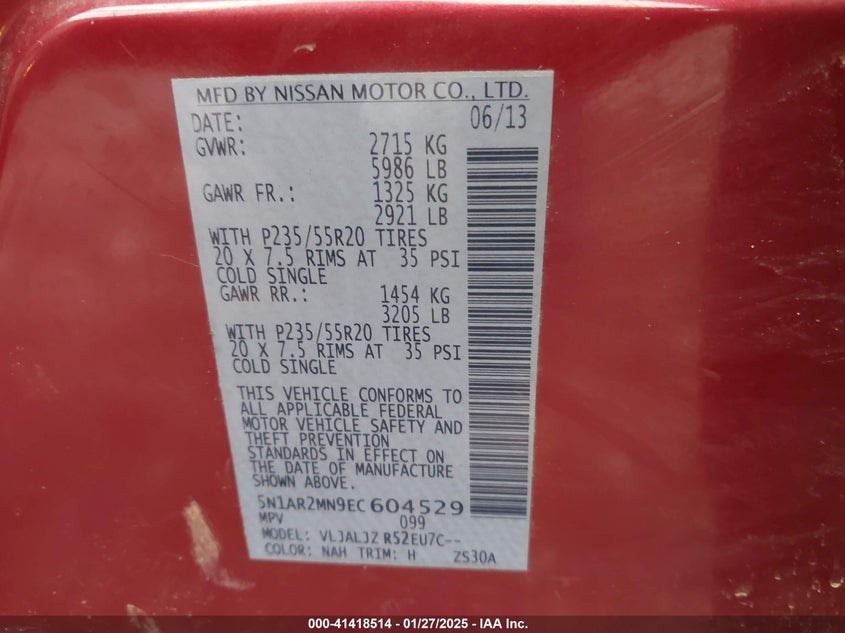 MFD BY NISSAN MOTOR CO., LTD.
DATE: 06/13
GVWR: 2715 KG
5986 LB
GAWR FR.: 1325 KG
2921 LB
WITH P235/55R20 TIRES
20 X 7.5 RIMS AT 35 PSI
COLD SINGLE
GAWR RR.: 1454 KG
3205 LB
WITH P235/55R20 TIRES
20 X 7.5 RIMS AT 35 PSI
COLD SINGLE
THIS VEHICLE CONFORMS TO
ALL APPLICABLE FEDERAL
MOTOR VEHICLE SAFETY AND
THEFT PREVENTION
STANDARDS IN EFFECT ON
THE DATE OF MANUFACTURE
SHOWN ABOVE.
5N1AR2MN9EC604529
MPV 099
MODEL: VLJALJZ R52EU7C--
COLOR: NAH TRIM: H ZS30A
000-41418514 - 01/27/2025 - IAA Inc.